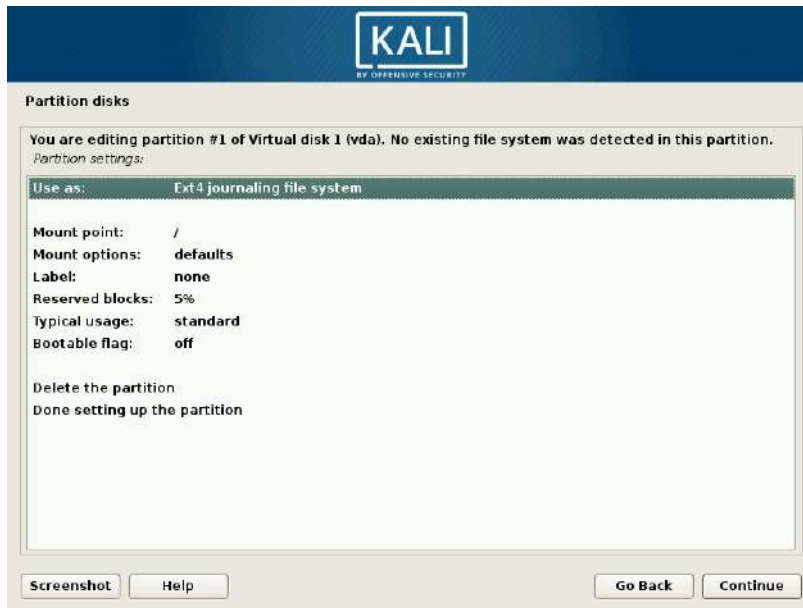 KALI
BY OFFENSIVE SECURITY
Partition disks
You are editing partition #1 of Virtual disk 1 (vda). No existing file system was detected in this partition.
Partition settings:
Use as: Ext4 journaling file system
Mount point: /
Mount options: defaults
Label: none
Reserved blocks: 5%
Typical usage: standard
Bootable flag: off
Delete the partition
Done setting up the partition
Screenshot Help Go Back Continue